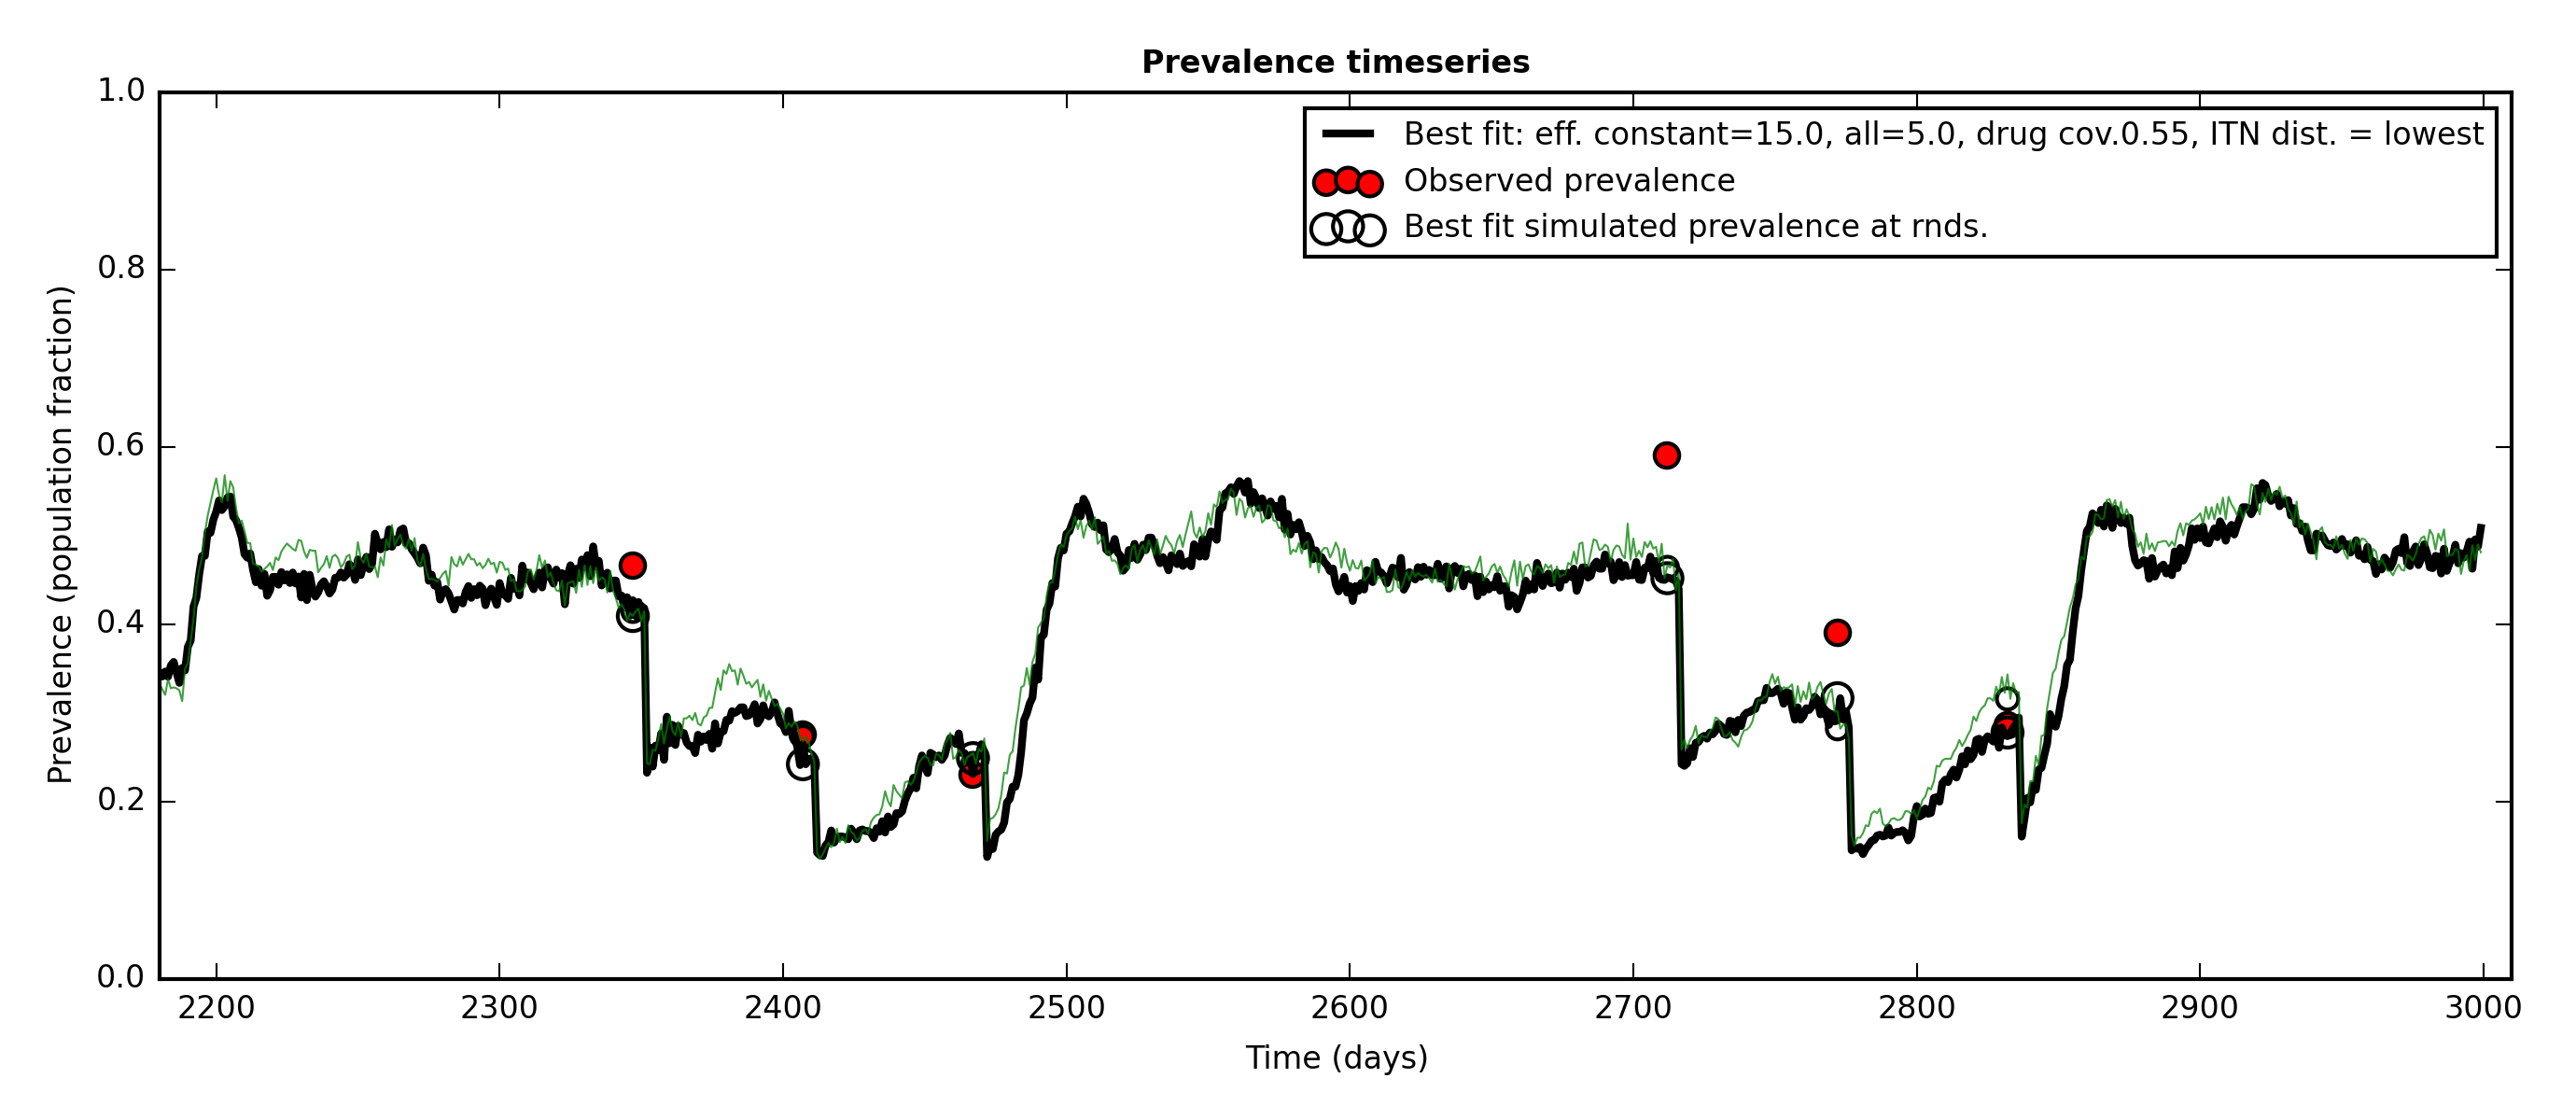 Prevalence timeseries
1.0
0.8
0.6
0.4
0.2
0.0
Prevalence (population fraction)
Best fit: eff. constant=15.0, all=5.0, drug cov.0.55, ITN dist. = lowest
Observed prevalence
Best fit simulated prevalence at rnds.
2200 2300 2400 2500 2600 2700 2800 2900 3000
Time (days)